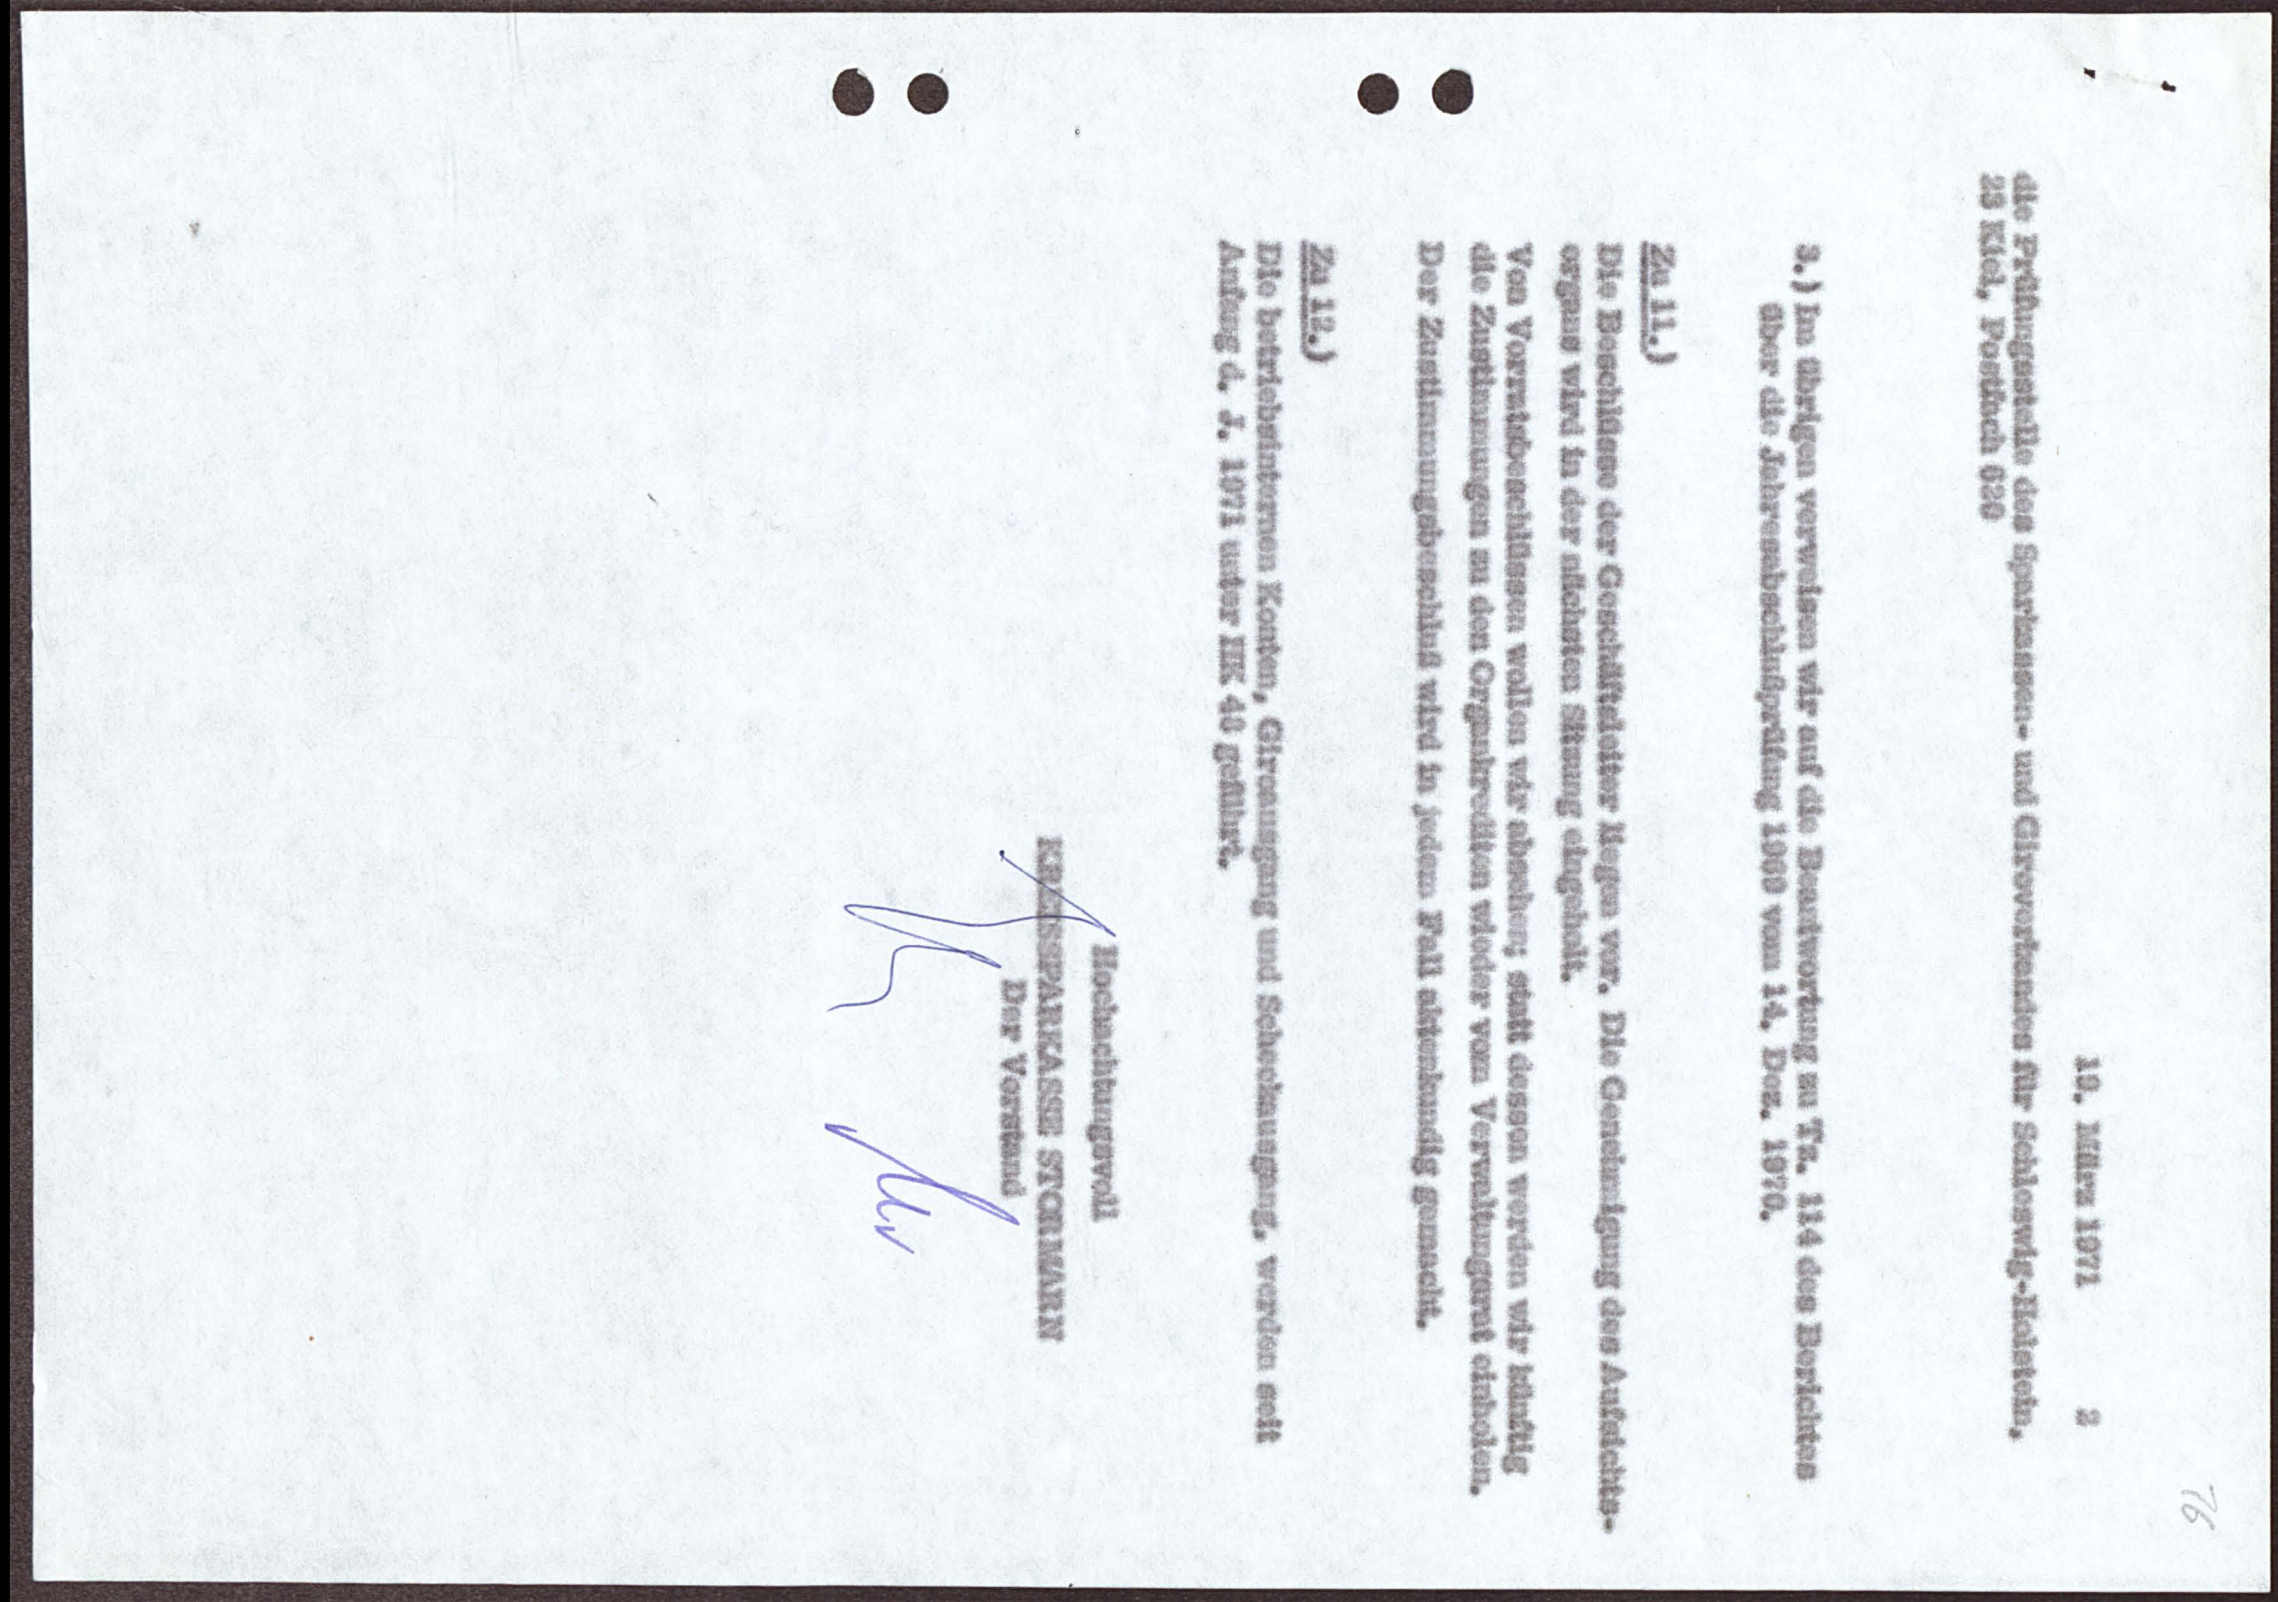 76
10. März 1971 2
die Prüfungsstelle des Sparkassen- und Giroverbandes für Schleswig-Holstein,
23 Kiel, Postfach 620
3.) Im übrigen verweisen wir auf die Beantwortung zu Tz. 114 des Berichtes
über die Jahresabschlußprüfung 1969 vom 14. Dez. 1970.
Zu 11.)
Die Beschlüsse der Geschäftsleiter liegen vor. Die Genehmigung des Aufsichts-
organs wird in der nächsten Sitzung eingeholt.
Von Vorratsbeschlüssen wollen wir absehen; statt dessen werden wir künftig
die Zustimmungen zu den Organkrediten wieder vom Verwaltungsrat einholen.
Der Zustimmungsbeschluß wird in jedem Fall aktenkundig gemacht.
Zu 12.)
Die betriebsinternen Konten, Giroausgang und Scheckausgang, werden seit
Anfang d. J. 1971 unter HK 40 geführt.
Hochachtungsvoll
KREISSPARKASSE STORMARN
Der Vorstand